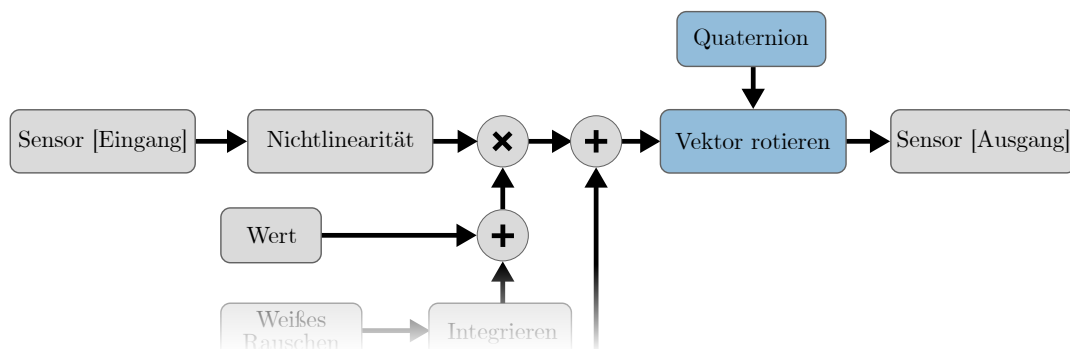 Quaternion
Sensor [Eingang]
Nichtlinearität
×
+
Vektor rotieren
Sensor [Ausgang]
Wert
+
Weißes
Rauschen
Integrieren